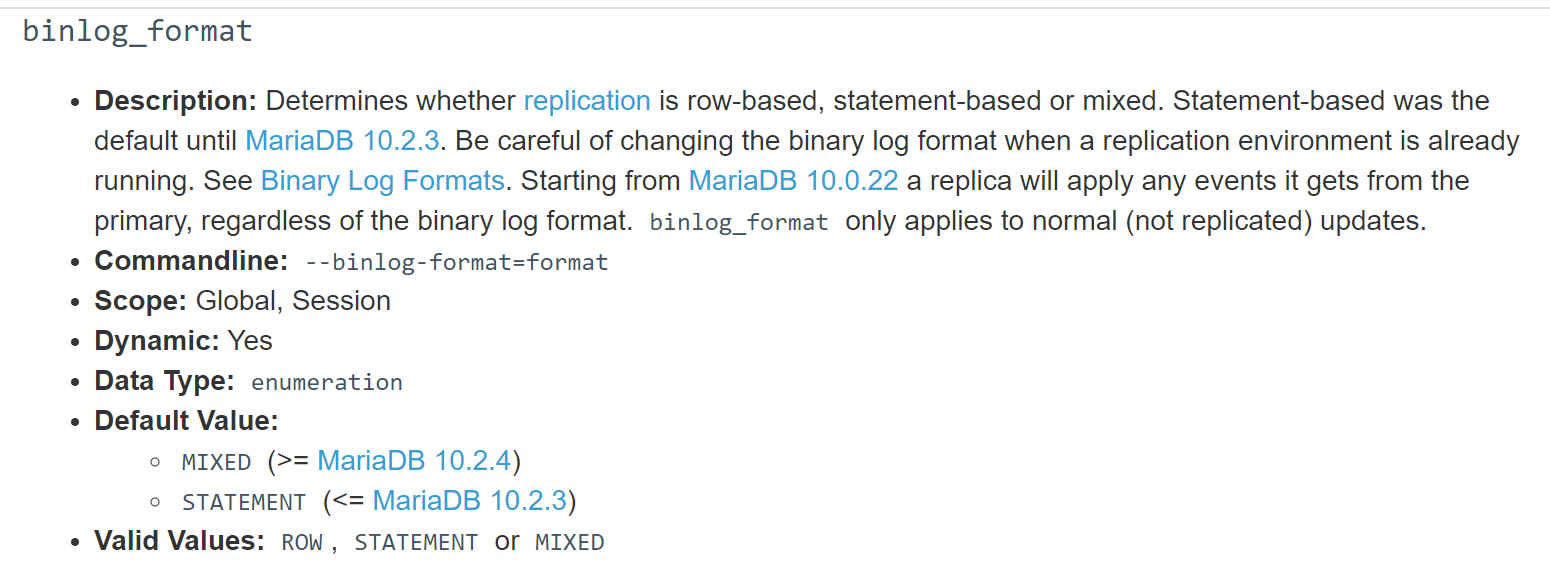 binlog_format
• Description: Determines whether replication is row-based, statement-based or mixed. Statement-based was the
default until MariaDB 10.2.3. Be careful of changing the binary log format when a replication environment is already
running. See Binary Log Formats. Starting from MariaDB 10.0.22 a replica will apply any events it gets from the
primary, regardless of the binary log format. binlog_format only applies to normal (not replicated) updates.
• Commandline: --binlog-format=format
• Scope: Global, Session
• Dynamic: Yes
• Data Type: enumeration
• Default Value:
◦ MIXED (>= MariaDB 10.2.4)
◦ STATEMENT (<= MariaDB 10.2.3)
• Valid Values: ROW, STATEMENT or MIXED